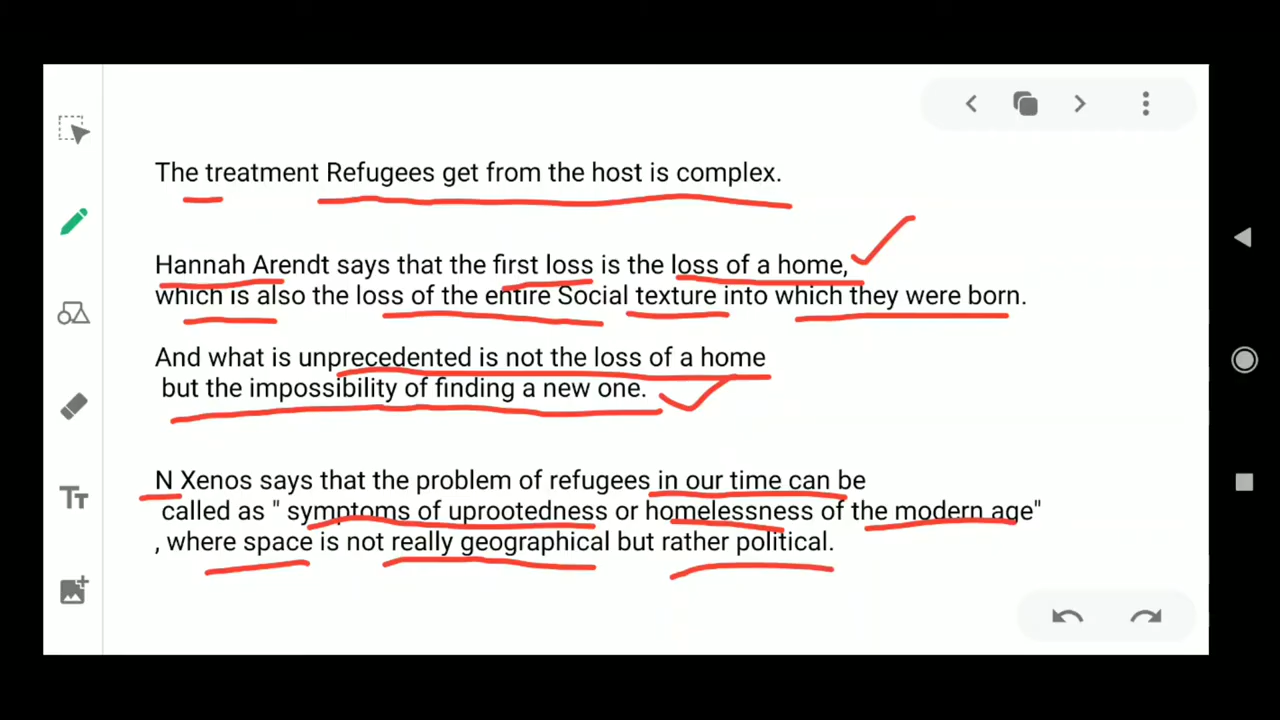 The treatment Refugees get from the host is complex.
Hannah Arendt says that the first loss is the loss of a home,
which is also the loss of the entire Social texture into which they were born.
And what is unprecedented is not the loss of a home
but the impossibility of finding a new one.
N Xenos says that the problem of refugees in our time can be
called as " symptoms of uprootedness or homelessness of the modern age"
, where space is not really geographical but rather political.
TT